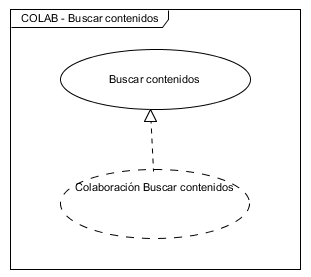 COLAB - Buscar contenidos
Buscar contenidos
Colaboración Buscar contenidos